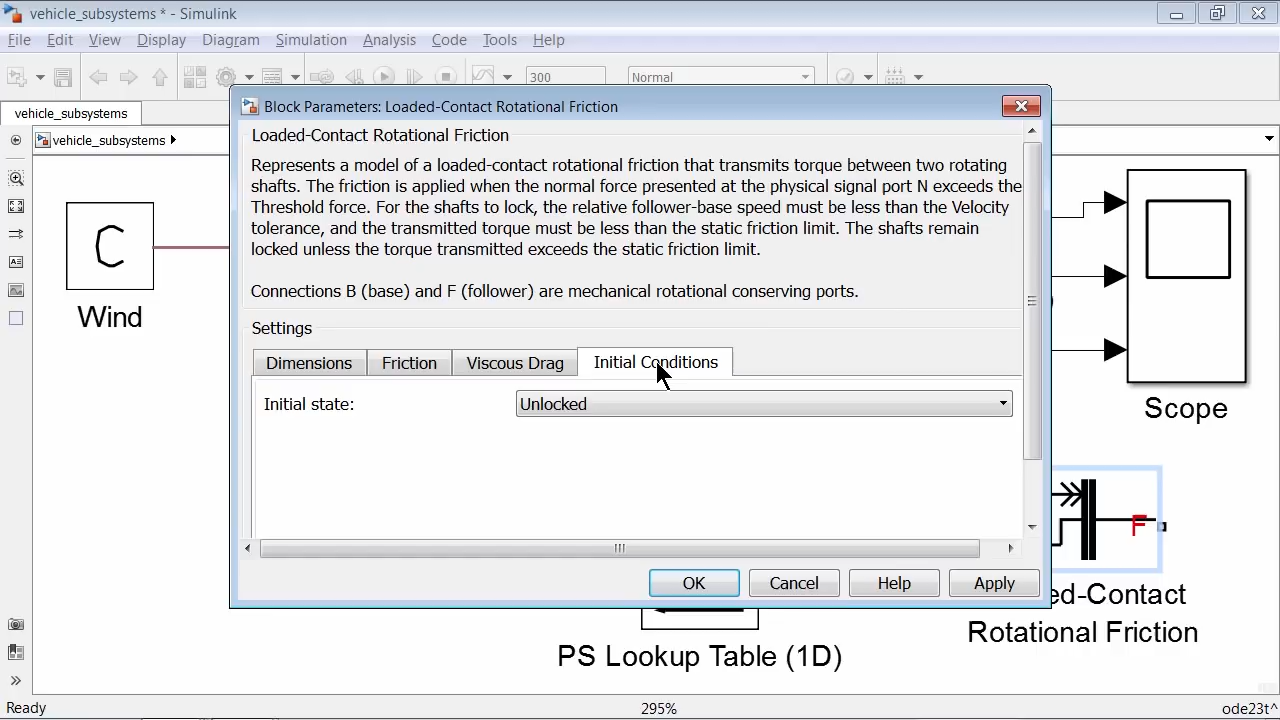 vehicle_subsystems * - Simulink
File Edit View Display Diagram Simulation Analysis Code Tools Help
300 Normal
vehicle_subsystems
vehicle_subsystems
Block Parameters: Loaded-Contact Rotational Friction
Loaded-Contact Rotational Friction
Represents a model of a loaded-contact rotational friction that transmits torque between two rotating
shafts. The friction is applied when the normal force presented at the physical signal port N exceeds the
Threshold force. For the shafts to lock, the relative follower-base speed must be less than the Velocity
tolerance, and the transmitted torque must be less than the static friction limit. The shafts remain
locked unless the torque transmitted exceeds the static friction limit.
Connections B (base) and F (follower) are mechanical rotational conserving ports.
Settings
Dimensions Friction Viscous Drag Initial Conditions
Initial state: Unlocked
OK Cancel Help Apply
C
Wind
Scope
F
ed-Contact
Rotational Friction
PS Lookup Table (1D)
Ready 295% ode23t^